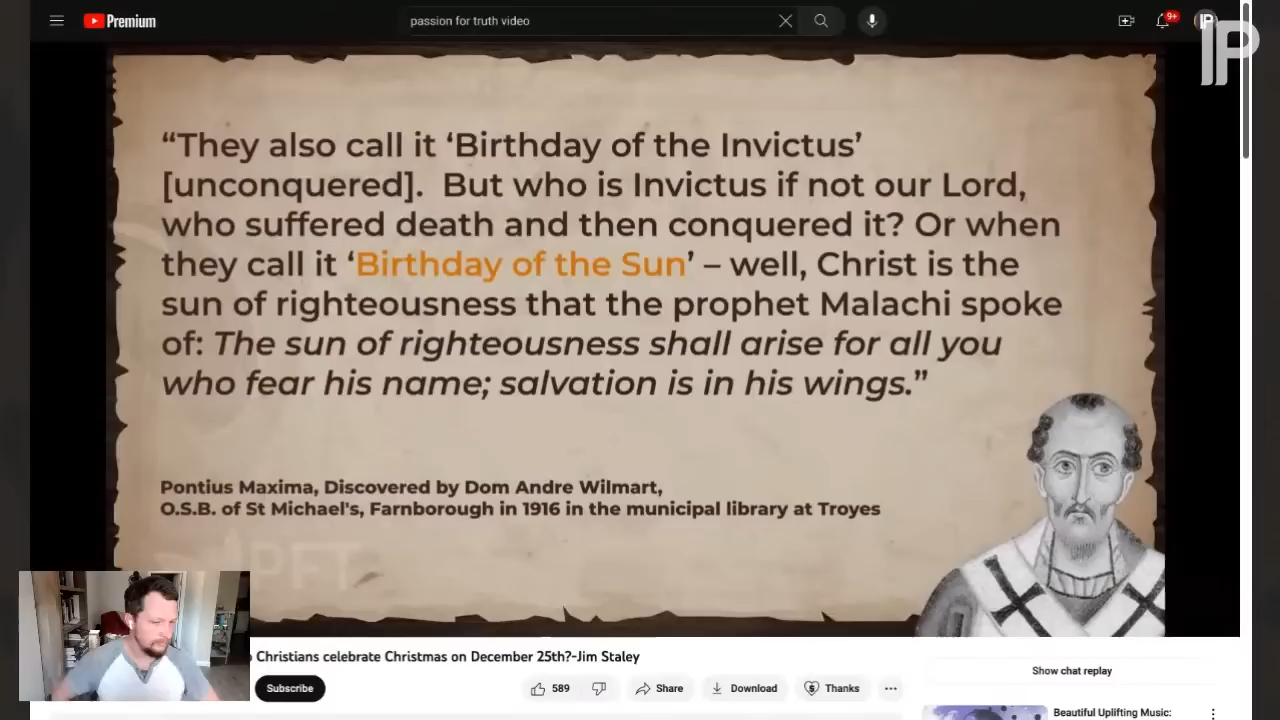 Premium
passion for truth video
9+
IP
IP
“They also call it ‘Birthday of the Invictus’
[unconquered].  But who is Invictus if not our Lord,
who suffered death and then conquered it? Or when
they call it ‘Birthday of the Sun’ – well, Christ is the
sun of righteousness that the prophet Malachi spoke
of: The sun of righteousness shall arise for all you
who fear his name; salvation is in his wings.”
Pontius Maxima, Discovered by Dom Andre Wilmart,
O.S.B. of St Michael's, Farnborough in 1916 in the municipal library at Troyes
PFT
Christians celebrate Christmas on December 25th?-Jim Staley
Subscribe
589
Share
Download
Thanks
Show chat replay
Beautiful Uplifting Music: